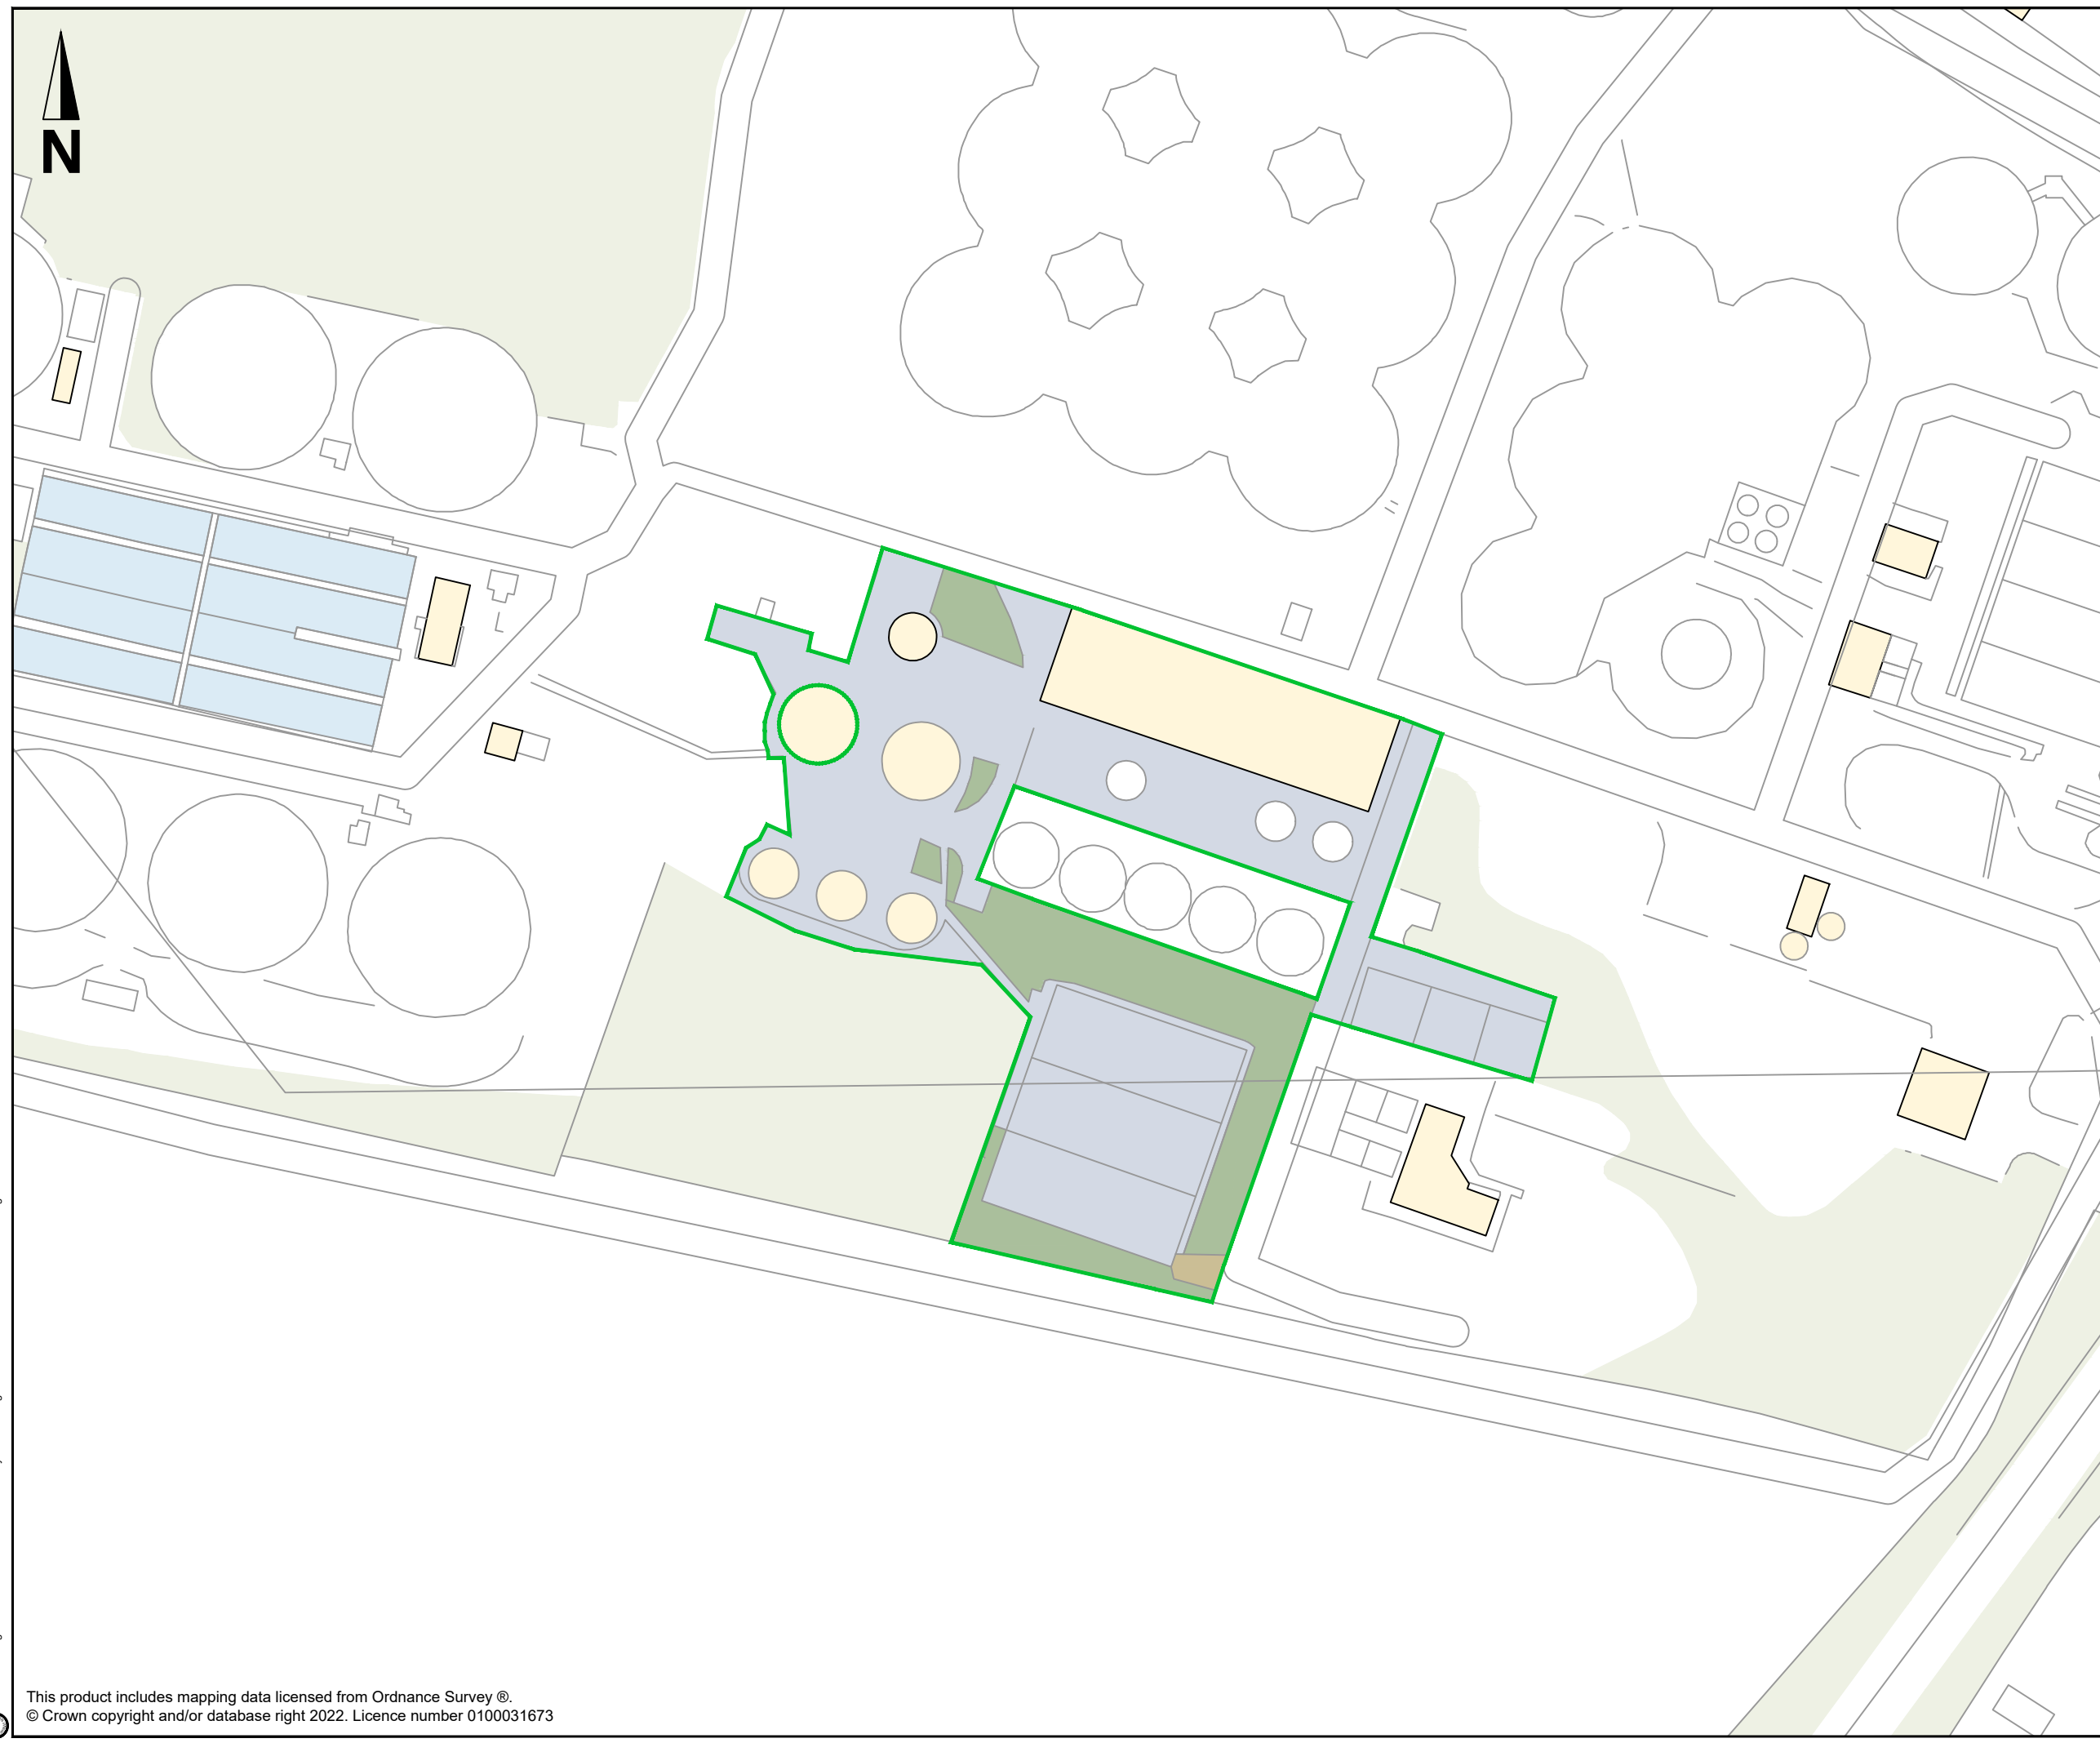 N
This product includes mapping data licensed from Ordnance Survey ®.
© Crown copyright and/or database right 2022. Licence number 0100031673